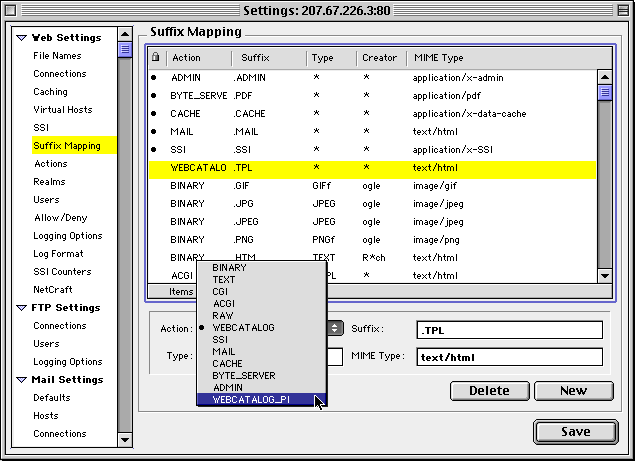 Settings: 207.67.226.3:80
Web Settings
File Names
Connections
Caching
Virtual Hosts
SSI
Suffix Mapping
Actions
Realms
Users
Allow/Deny
Logging Options
Log Format
SSI Counters
NetCraft
FTP Settings
Connections
Users
Logging Options
Mail Settings
Defaults
Hosts
Connections
Suffix Mapping
Action Suffix Type Creator MIME Type
ADMIN .ADMIN * * application/x-admin
BYTE_SERVE .PDF * * application/pdf
CACHE .CACHE * * application/x-data-cache
MAIL .MAIL * * text/html
SSI .SSI * * application/x-SSI
WEBCATALO .TPL * * text/html
BINARY .GIF GIFf ogle image/gif
BINARY .JPG JPEG ogle image/jpeg
BINARY .JPEG JPEG ogle image/jpeg
BINARY .PNG PNGf ogle image/png
BINARY .HTM TEXT R*ch text/html
ACGI PL * text/html
Items
Action:
BINARY
TEXT
CGI
ACGI
RAW
WEBCATALOG
SSI
MAIL
CACHE
BYTE_SERVER
ADMIN
WEBCATALOG_PI
Suffix: .TPL
Type: MIME Type: text/html
Delete New
Save